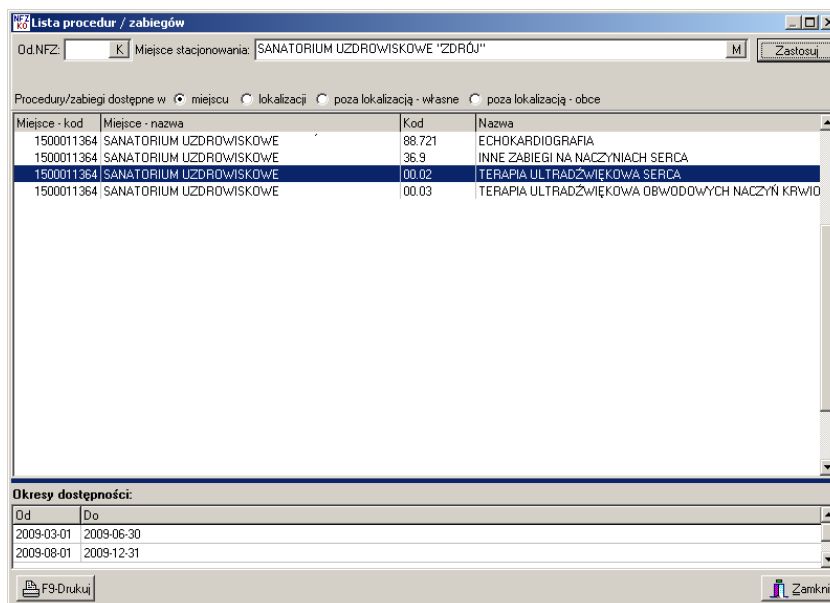 NFZ KO Lista procedur / zabiegów
Od.NFZ: K Miejsce stacjonowania: SANATORIUM UZDROWISKOWE "ZDRÓJ" M Zastosuj
Procedury/zabiegi dostępne w miejscu lokalizacji poza lokalizacją - własne poza lokalizacją - obce
Miejsce - kod Miejsce - nazwa Kod Nazwa
1500011364 SANATORIUM UZDROWISKOWE 88.721 ECHOKARDIOGRAFIA
1500011364 SANATORIUM UZDROWISKOWE 36.9 INNE ZABIEGI NA NACZYNIACH SERCA
1500011364 SANATORIUM UZDROWISKOWE 00.02 TERAPIA ULTRADŹWIĘKOWA SERCA
1500011364 SANATORIUM UZDROWISKOWE 00.03 TERAPIA ULTRADŹWIĘKOWA OBWODOWYCH NACZYŃ KRWIO
Okresy dostępności:
Od Do
2009-03-01 2009-06-30
2009-08-01 2009-12-31
F9-Drukuj Zamkni